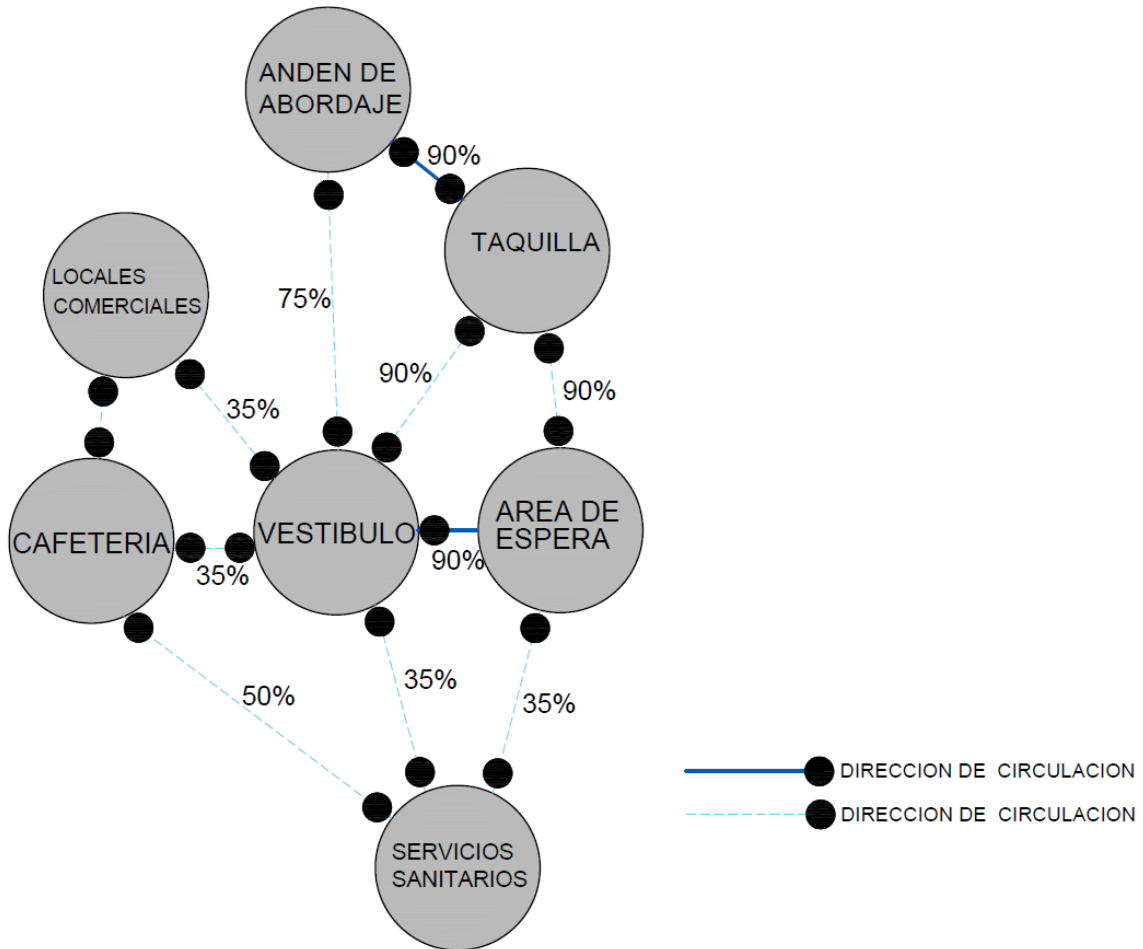 ANDEN DE
ABORDAJE
90%
TAQUILLA
LOCALES
COMERCIALES
75%
90%
90%
35%
CAFETERIA
VESTIBULO
AREA DE
ESPERA
35%
90%
50%
35%
35%
DIRECCION DE CIRCULACION
DIRECCION DE CIRCULACION
SERVICIOS
SANITARIOS